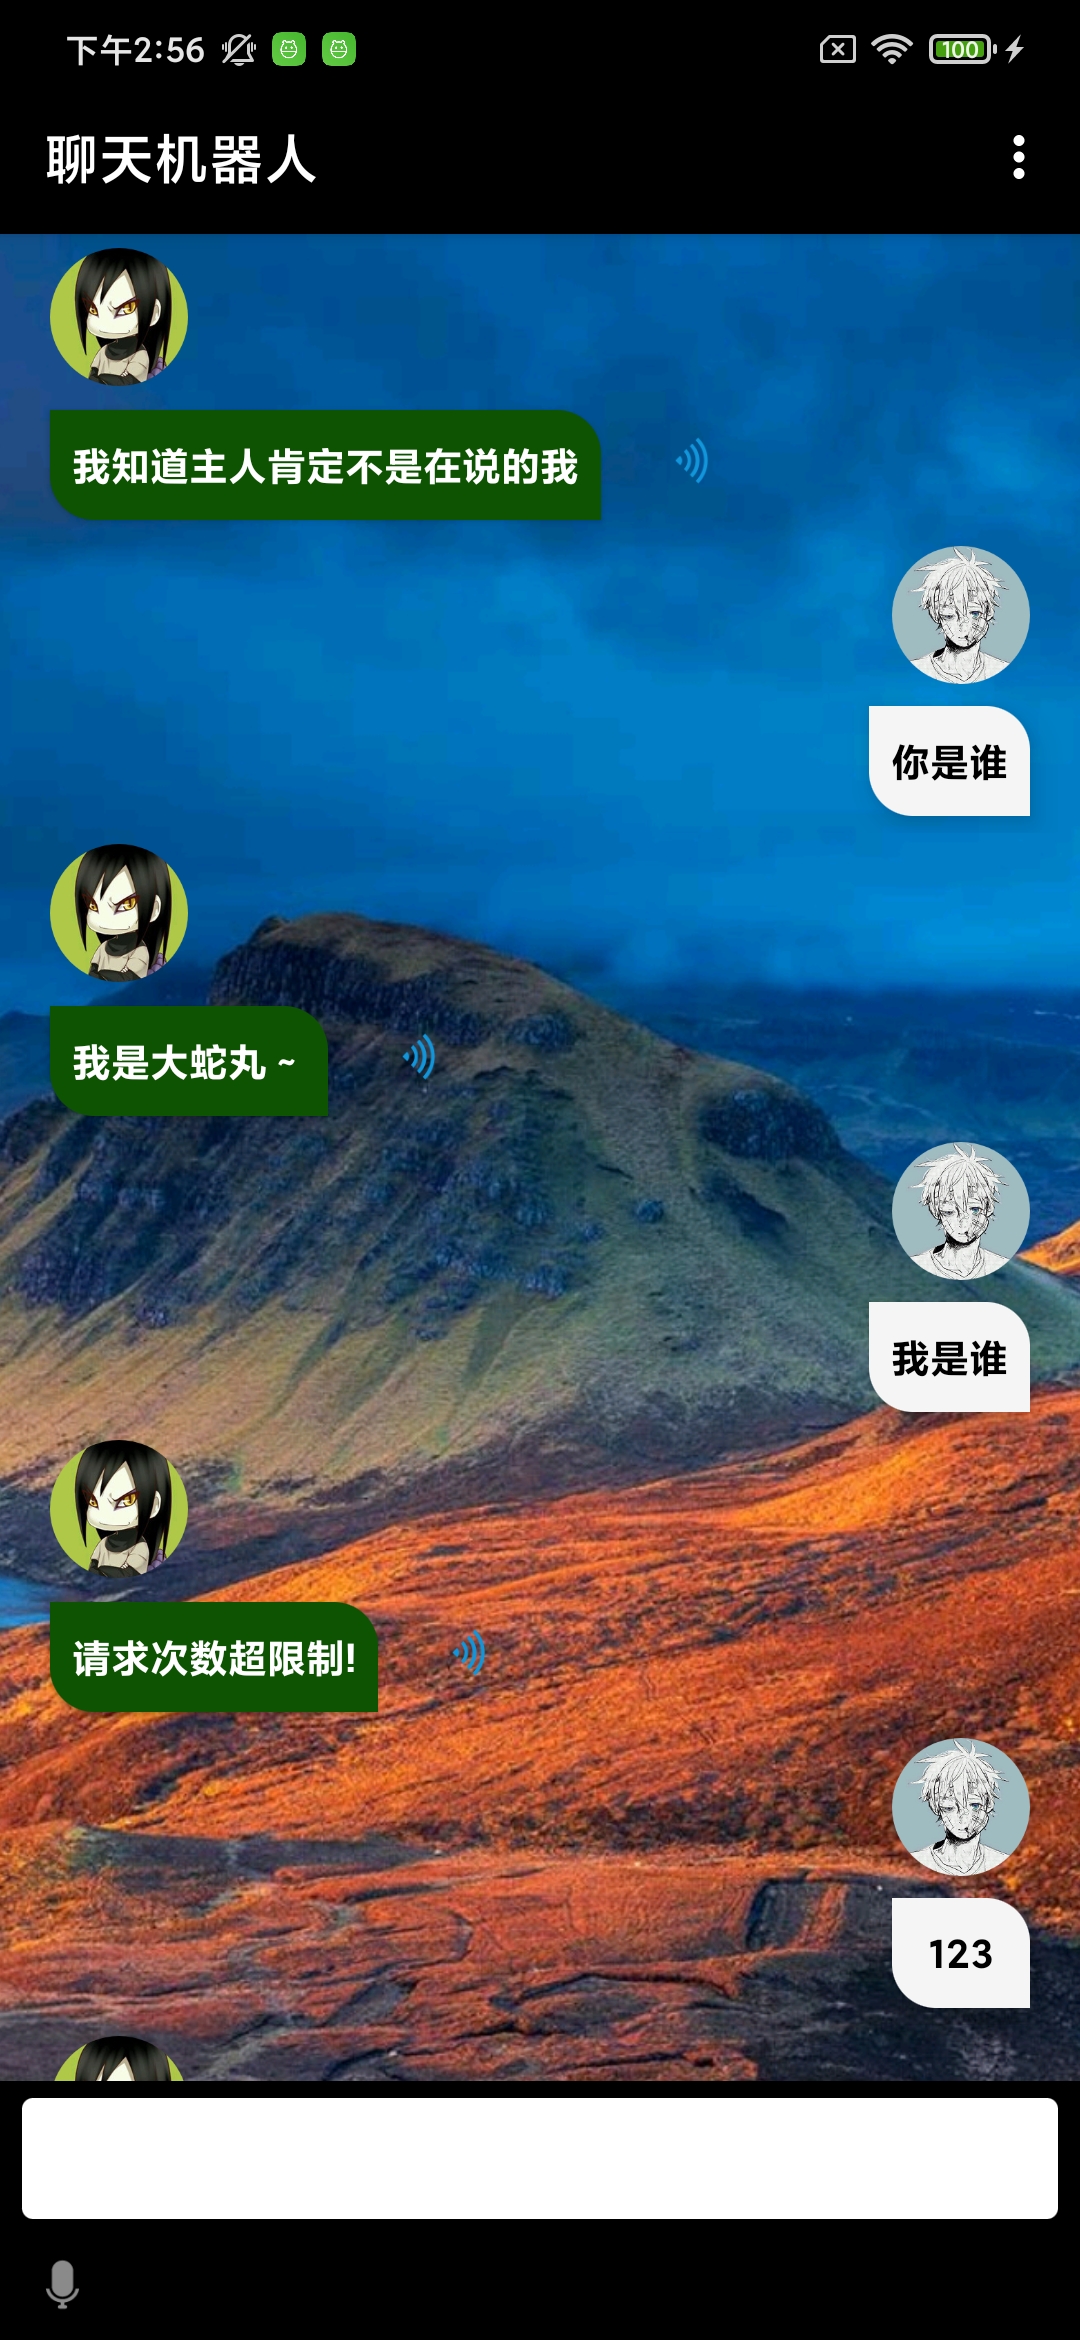 下午2:56
100
聊天机器人
我知道主人肯定不是在说的我
你是谁
我是大蛇丸 ~
我是谁
请求次数超限制!
123